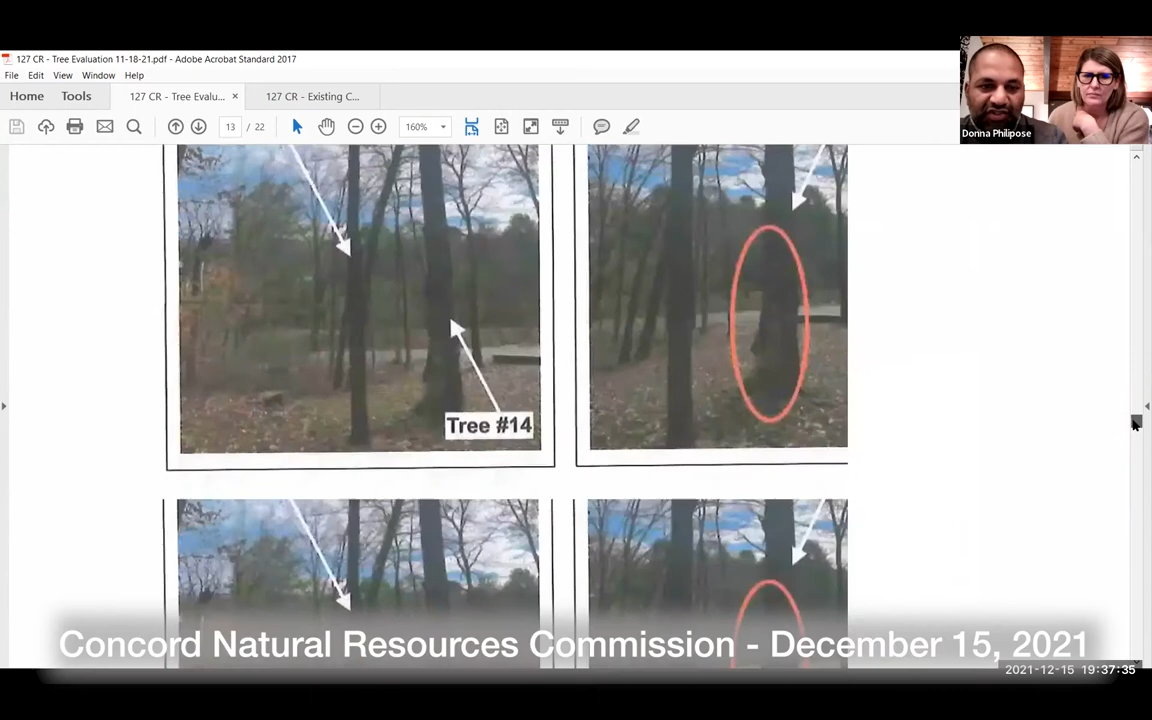 127 CR - Tree Evaluation 11-18-21.pdf - Adobe Acrobat Standard 2017
File Edit View Window Help
Home Tools 127 CR - Tree Evalu... × 127 CR - Existing C...
13 / 22 160%
Donna Philipose
Tree #14
Concord Natural Resources Commission - December 15, 2021
2021-12-15 19:37:35